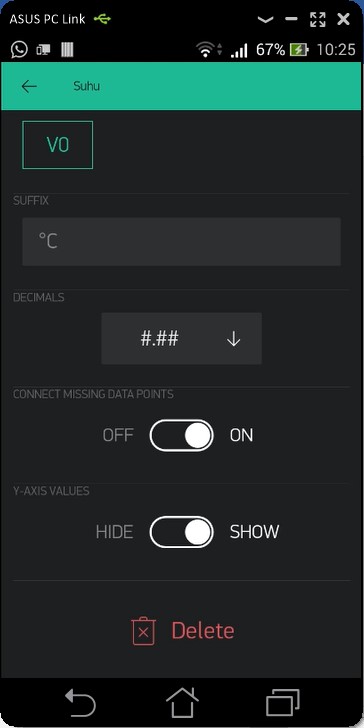 ASUS PC Link
67% 10:25
Suhu
V0
SUFFIX
°C
DECIMALS
#.##
CONNECT MISSING DATA POINTS
OFF ON
Y-AXIS VALUES
HIDE SHOW
Delete